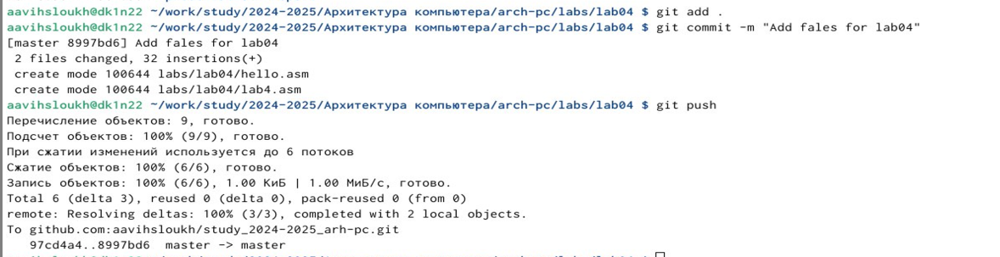 aavihsloukh@dk1n22 ~/work/study/2024-2025/Архитектура компьютера/arch-pc/labs/lab04 $ git add .
aavihsloukh@dk1n22 ~/work/study/2024-2025/Архитектура компьютера/arch-pc/labs/lab04 $ git commit -m "Add fales for lab04"
[master 8997bd6] Add fales for lab04
 2 files changed, 32 insertions(+)
 create mode 100644 labs/lab04/hello.asm
 create mode 100644 labs/lab04/lab4.asm
aavihsloukh@dk1n22 ~/work/study/2024-2025/Архитектура компьютера/arch-pc/labs/lab04 $ git push
Перечисление объектов: 9, готово.
Подсчет объектов: 100% (9/9), готово.
При сжатии изменений используется до 6 потоков
Сжатие объектов: 100% (6/6), готово.
Запись объектов: 100% (6/6), 1.00 КиБ | 1.00 МиБ/с, готово.
Total 6 (delta 3), reused 0 (delta 0), pack-reused 0 (from 0)
remote: Resolving deltas: 100% (3/3), completed with 2 local objects.
To github.com:aavihsloukh/study_2024-2025_arh-pc.git
   97cd4a4..8997bd6  master -> master